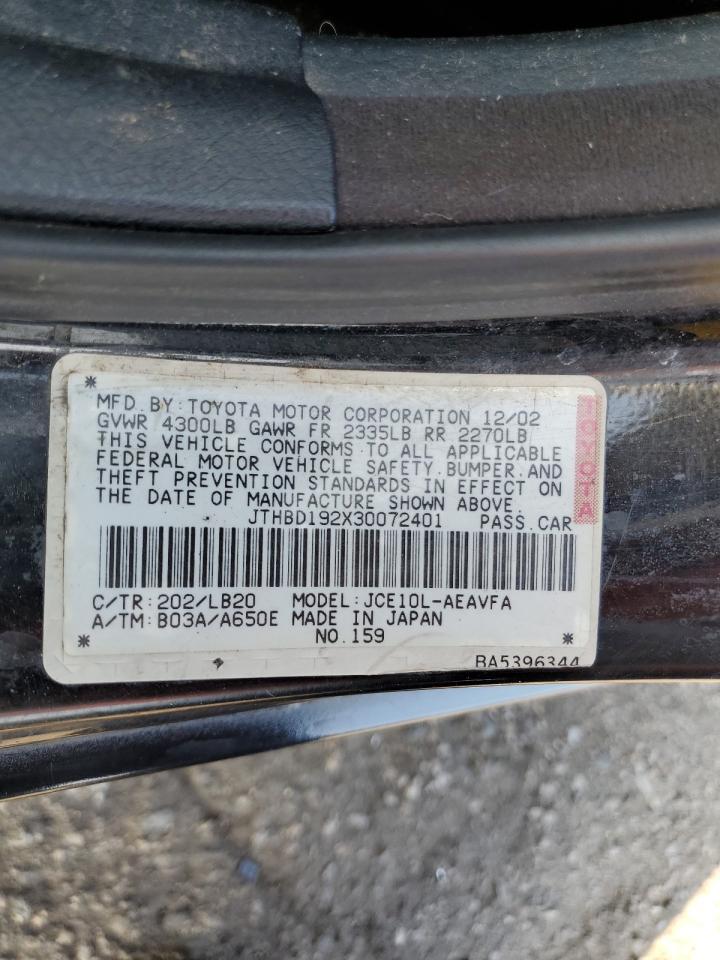 *
MFD.BY:TOYOTA MOTOR CORPORATION 12/02
GVWR 4300LB GAWR FR 2335LB RR 2270LB
THIS VEHICLE CONFORMS TO ALL APPLICABLE
FEDERAL MOTOR VEHICLE SAFETY.BUMPER.AND
THEFT PREVENTION STANDARDS IN EFFECT ON
THE DATE OF MANUFACTURE SHOWN ABOVE.
TOYOTA
JTHBD192X30072401 PASS.CAR
C/TR:202/LB20 MODEL:JCE10L-AEAVFA
A/TM:B03A/A650E MADE IN JAPAN
* NO.159 *
BA5396344